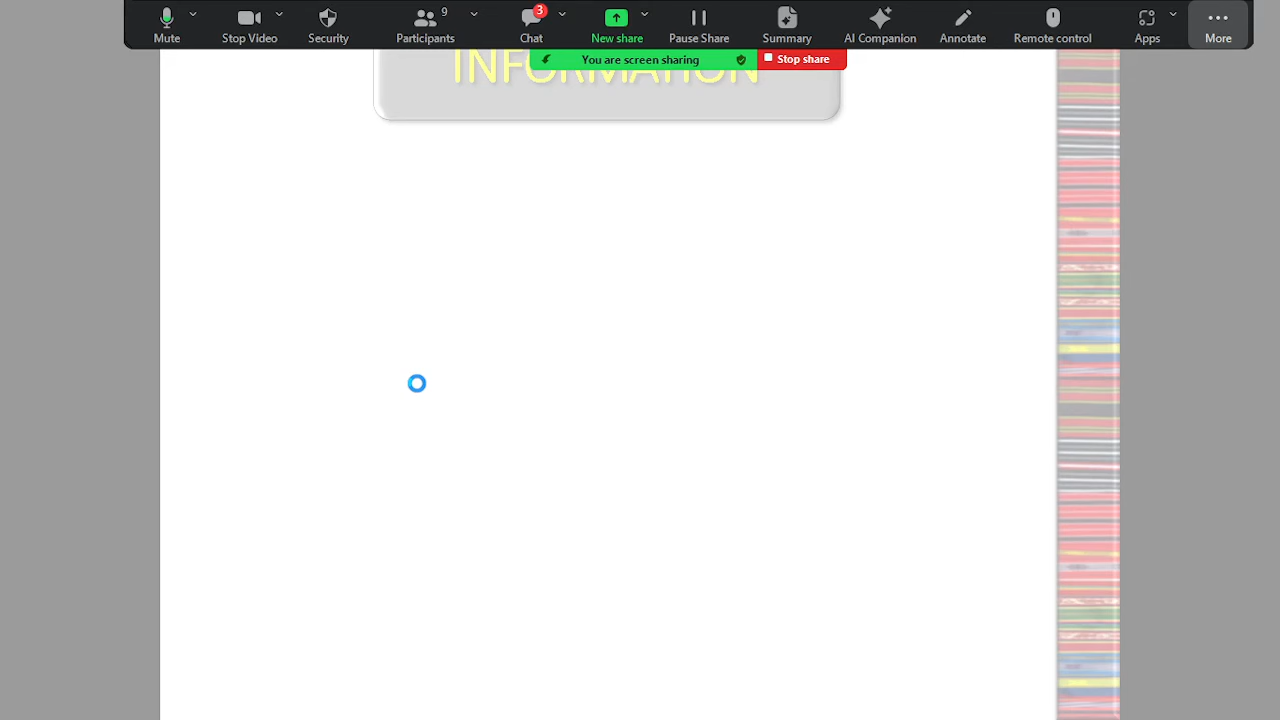 9
3
Mute
Stop Video
Security
Participants
Chat
New share
Pause Share
Summary
AI Companion
Annotate
Remote control
Apps
More
You are screen sharing
Stop share
INFORMATION